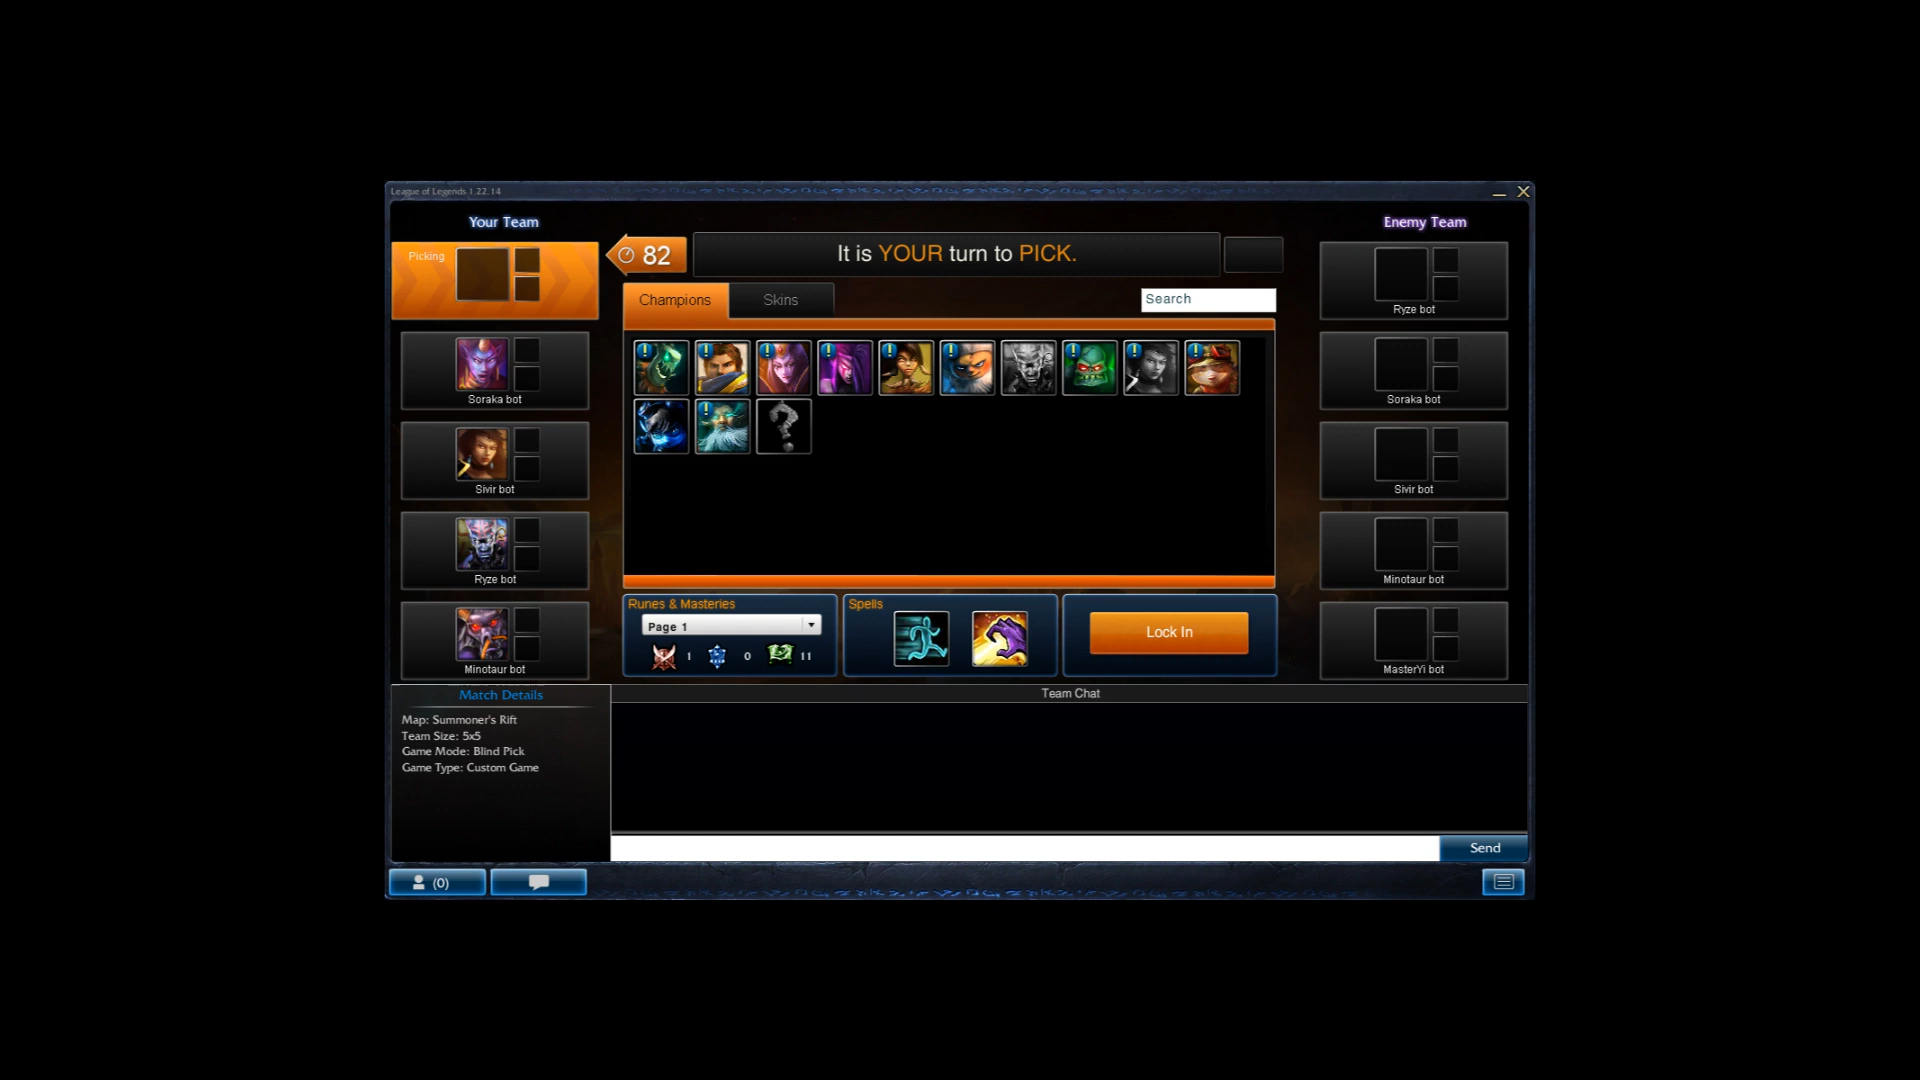 League of Legends 1.22.14
Your Team
Enemy Team
Picking
82
It is YOUR turn to PICK.
Champions
Skins
Search
Soraka bot
Sivir bot
Ryze bot
Minotaur bot
Ryze bot
Soraka bot
Sivir bot
Minotaur bot
MasterYi bot
Runes & Masteries
Page 1
1
0
11
Spells
Lock In
Match Details
Map: Summoner's Rift
Team Size: 5x5
Game Mode: Blind Pick
Game Type: Custom Game
Team Chat
Send
(0)